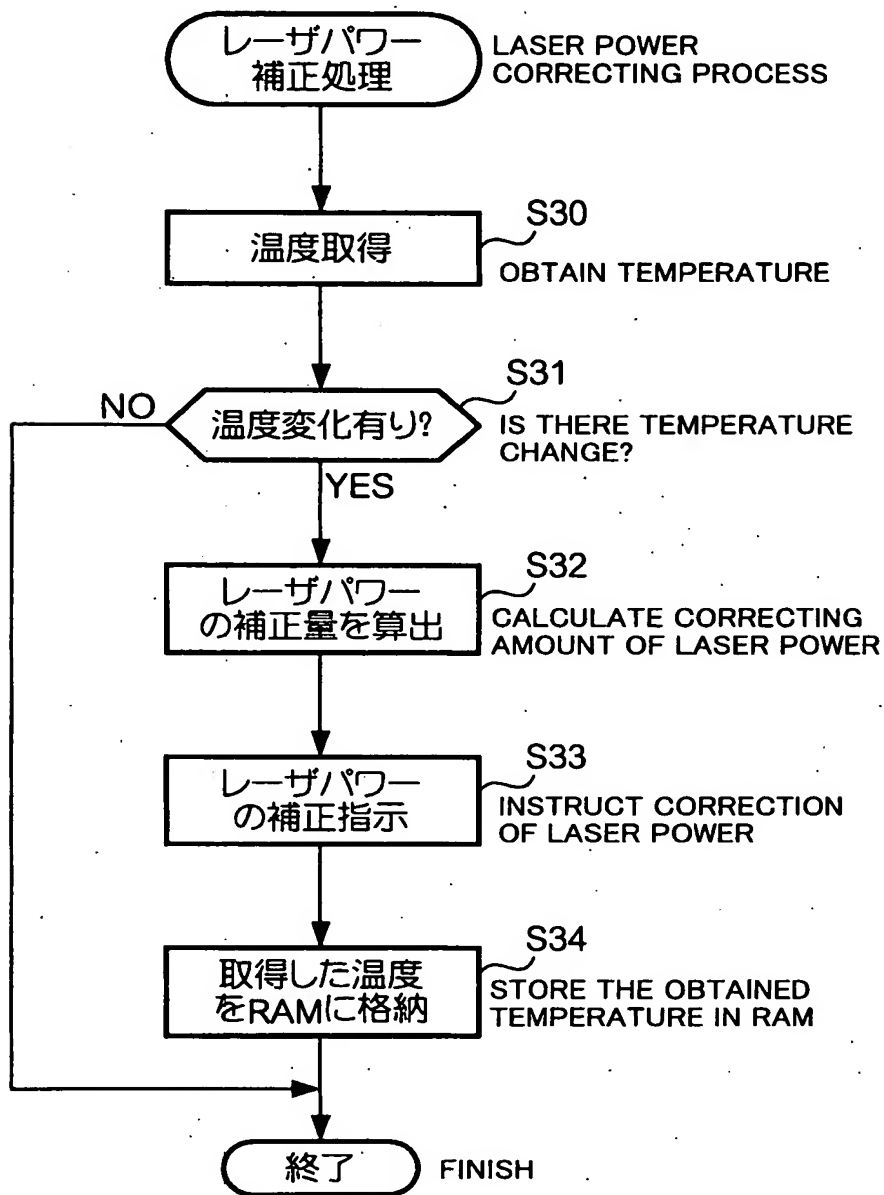 レーザパワー
補正処理
LASER POWER
CORRECTING PROCESS
S30
温度取得
OBTAIN TEMPERATURE
S31
NO
温度変化有り?
IS THERE TEMPERATURE
CHANGE?
YES
S32
レーザパワー
の補正量を算出
CALCULATE CORRECTING
AMOUNT OF LASER POWER
S33
レーザパワー
の補正指示
INSTRUCT CORRECTION
OF LASER POWER
S34
取得した温度
をRAMに格納
STORE THE OBTAINED
TEMPERATURE IN RAM
終了
FINISH